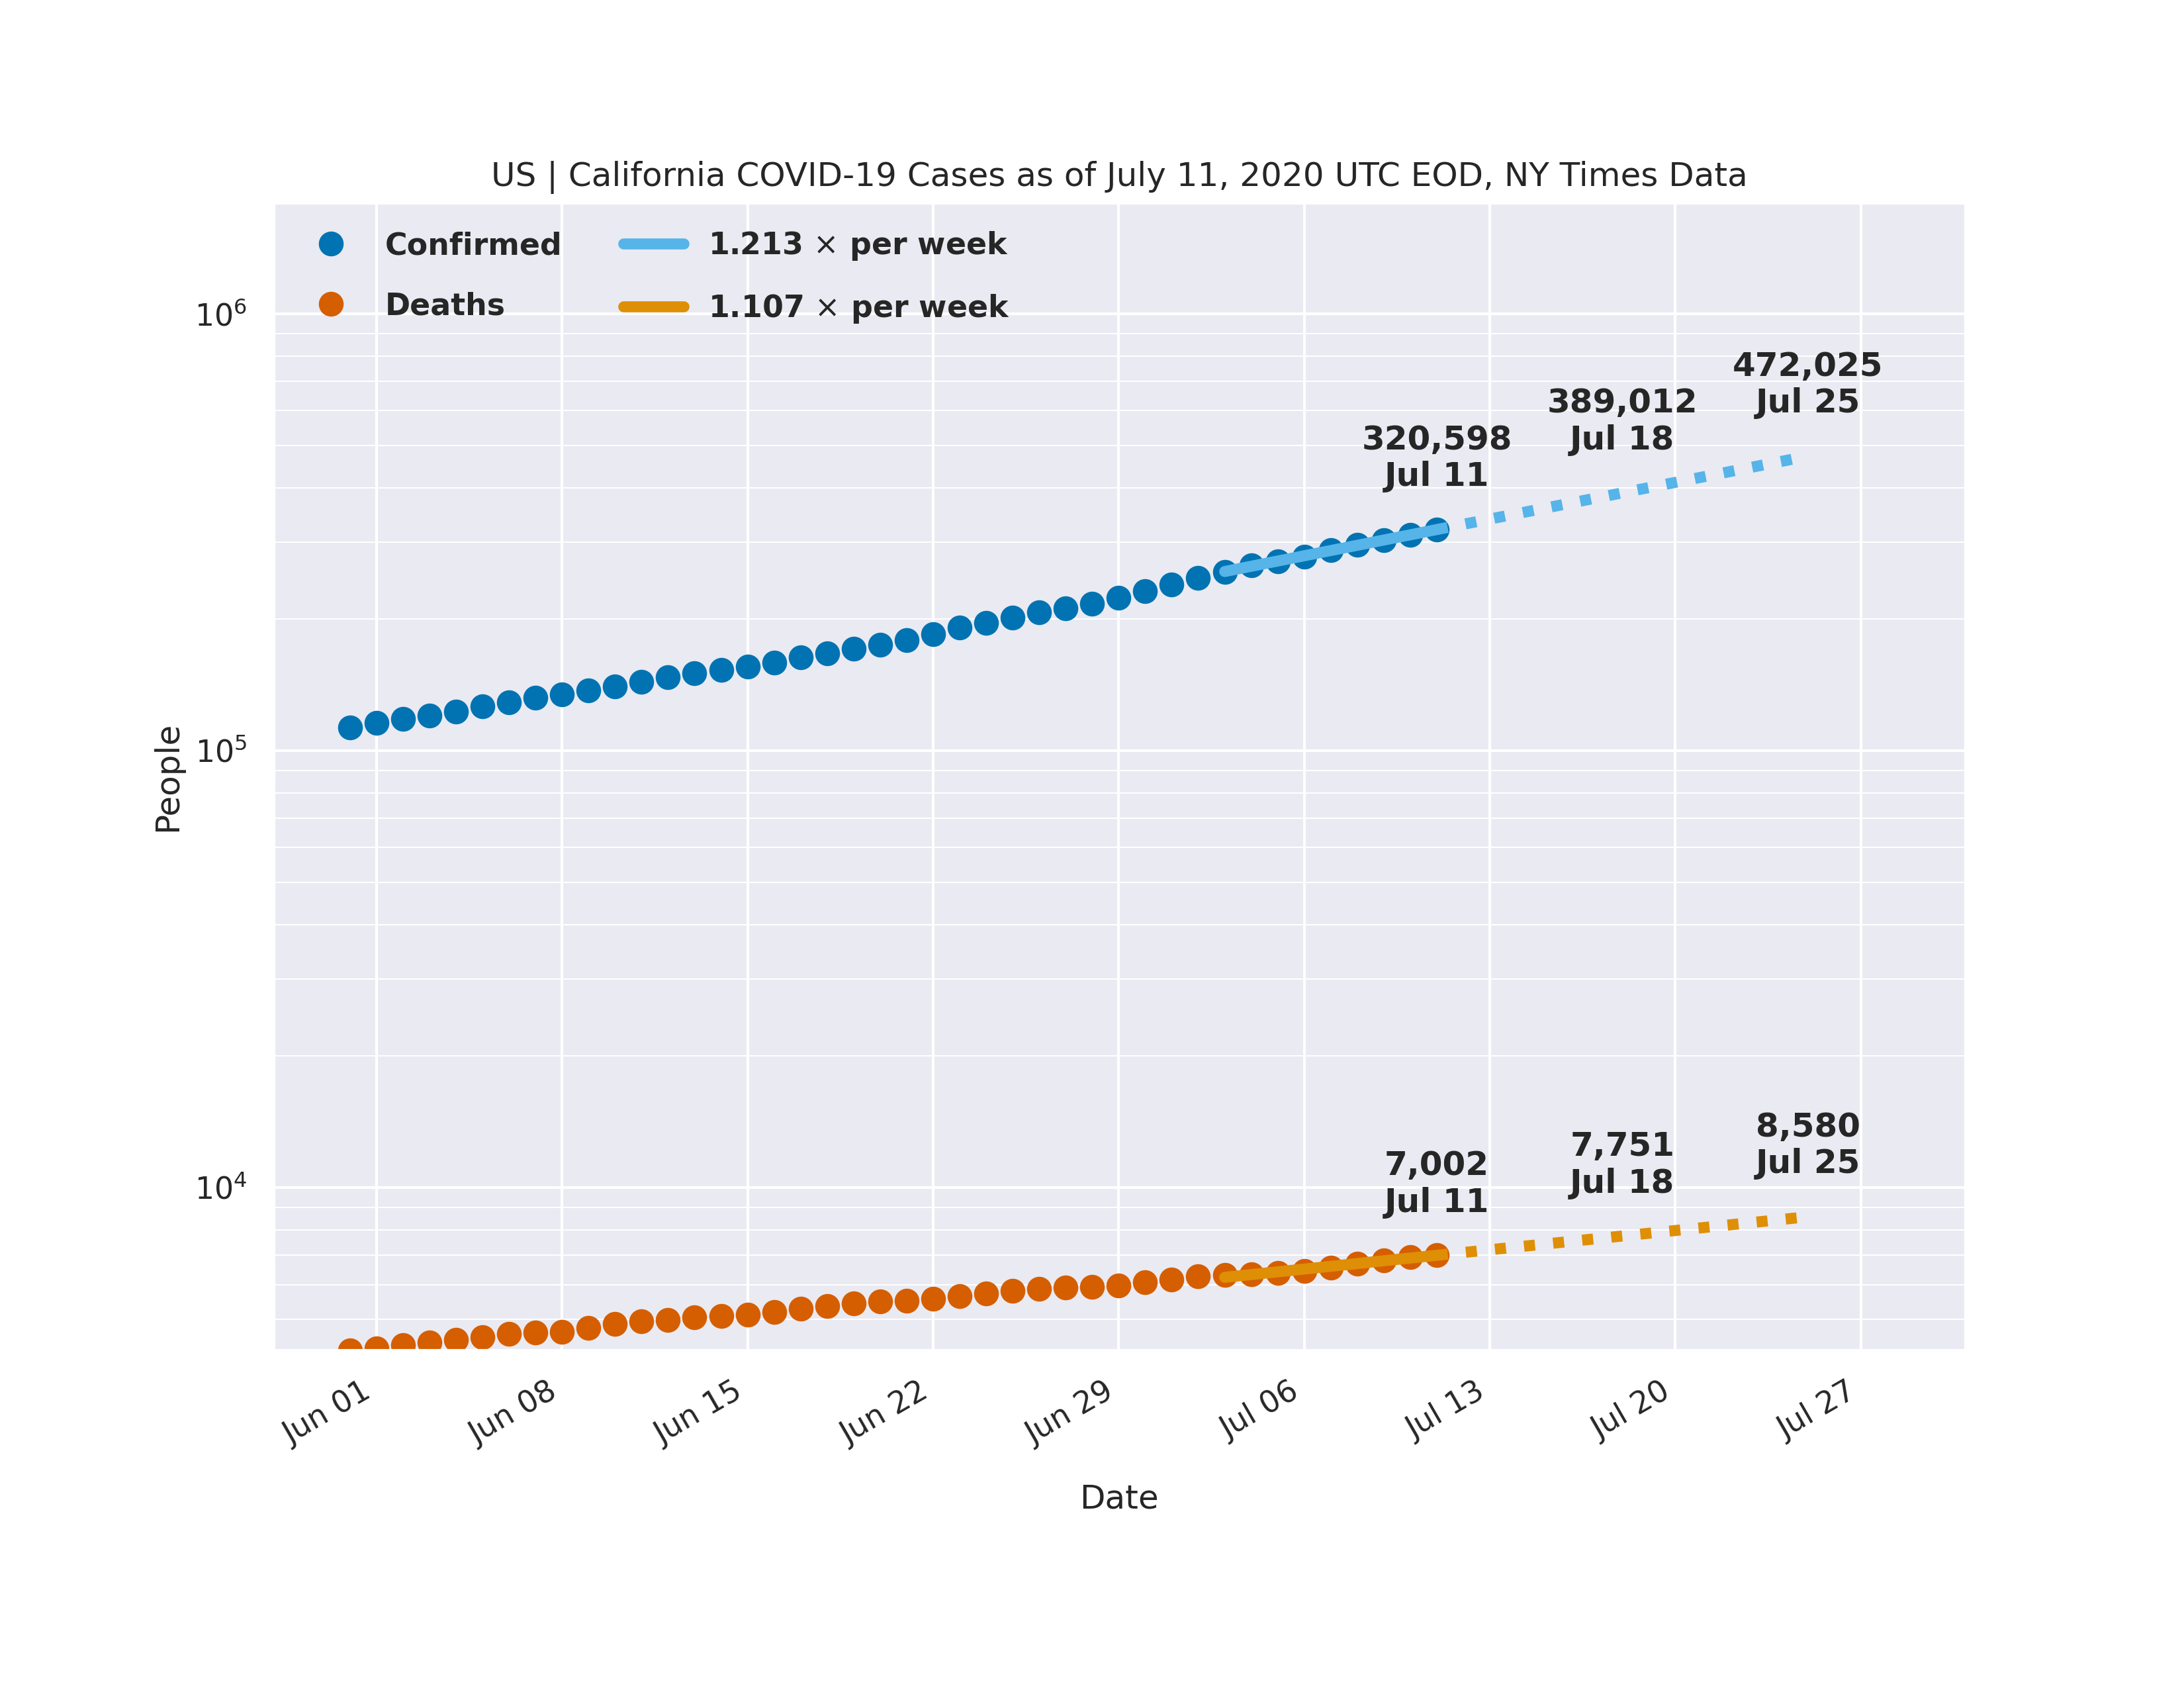 US | California COVID-19 Cases as of July 11, 2020 UTC EOD, NY Times Data
Confirmed
Deaths
1.213 × per week
1.107 × per week
10⁶
10⁵
10⁴
People
320,598
Jul 11
389,012
Jul 18
472,025
Jul 25
7,002
Jul 11
7,751
Jul 18
8,580
Jul 25
Jun 01
Jun 08
Jun 15
Jun 22
Jun 29
Jul 06
Jul 13
Jul 20
Jul 27
Date